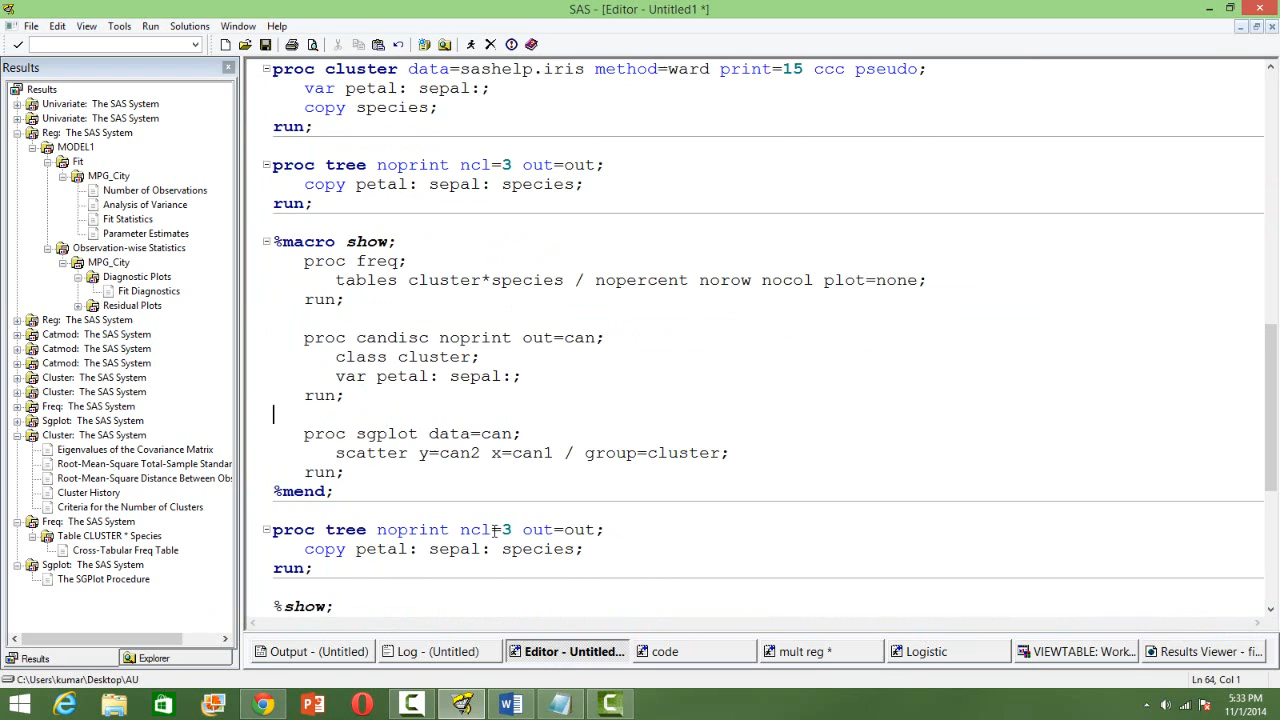 SAS - [Editor - Untitled1 *]
File Edit View Tools Run Solutions Window Help
Results
Results
Univariate: The SAS System
Univariate: The SAS System
Reg: The SAS System
MODEL1
Fit
MPG_City
Number of Observations
Analysis of Variance
Fit Statistics
Parameter Estimates
Observation-wise Statistics
MPG_City
Diagnostic Plots
Fit Diagnostics
Residual Plots
Reg: The SAS System
Catmod: The SAS System
Catmod: The SAS System
Catmod: The SAS System
Cluster: The SAS System
Cluster: The SAS System
Freq: The SAS System
Sgplot: The SAS System
Cluster: The SAS System
Eigenvalues of the Covariance Matrix
Root-Mean-Square Total-Sample Standar
Root-Mean-Square Distance Between Obs
Cluster History
Criteria for the Number of Clusters
Freq: The SAS System
Table CLUSTER * Species
Cross-Tabular Freq Table
Sgplot: The SAS System
The SGPlot Procedure
Results Explorer
proc cluster data=sashelp.iris method=ward print=15 ccc pseudo;
var petal: sepal:;
copy species;
run;
proc tree noprint ncl=3 out=out;
copy petal: sepal: species;
run;
%macro show;
proc freq;
tables cluster*species / nopercent norow nocol plot=none;
run;
proc candisc noprint out=can;
class cluster;
var petal: sepal:;
run;
proc sgplot data=can;
scatter y=can2 x=can1 / group=cluster;
run;
%mend;
proc tree noprint ncl=3 out=out;
copy petal: sepal: species;
run;
%show;
Output - (Untitled) Log - (Untitled) Editor - Untitled... code mult reg * Logistic VIEWTABLE: Work... Results Viewer - fi...
C:\Users\kumar\Desktop\AU
Ln 64, Col 1
5:33 PM
11/1/2014